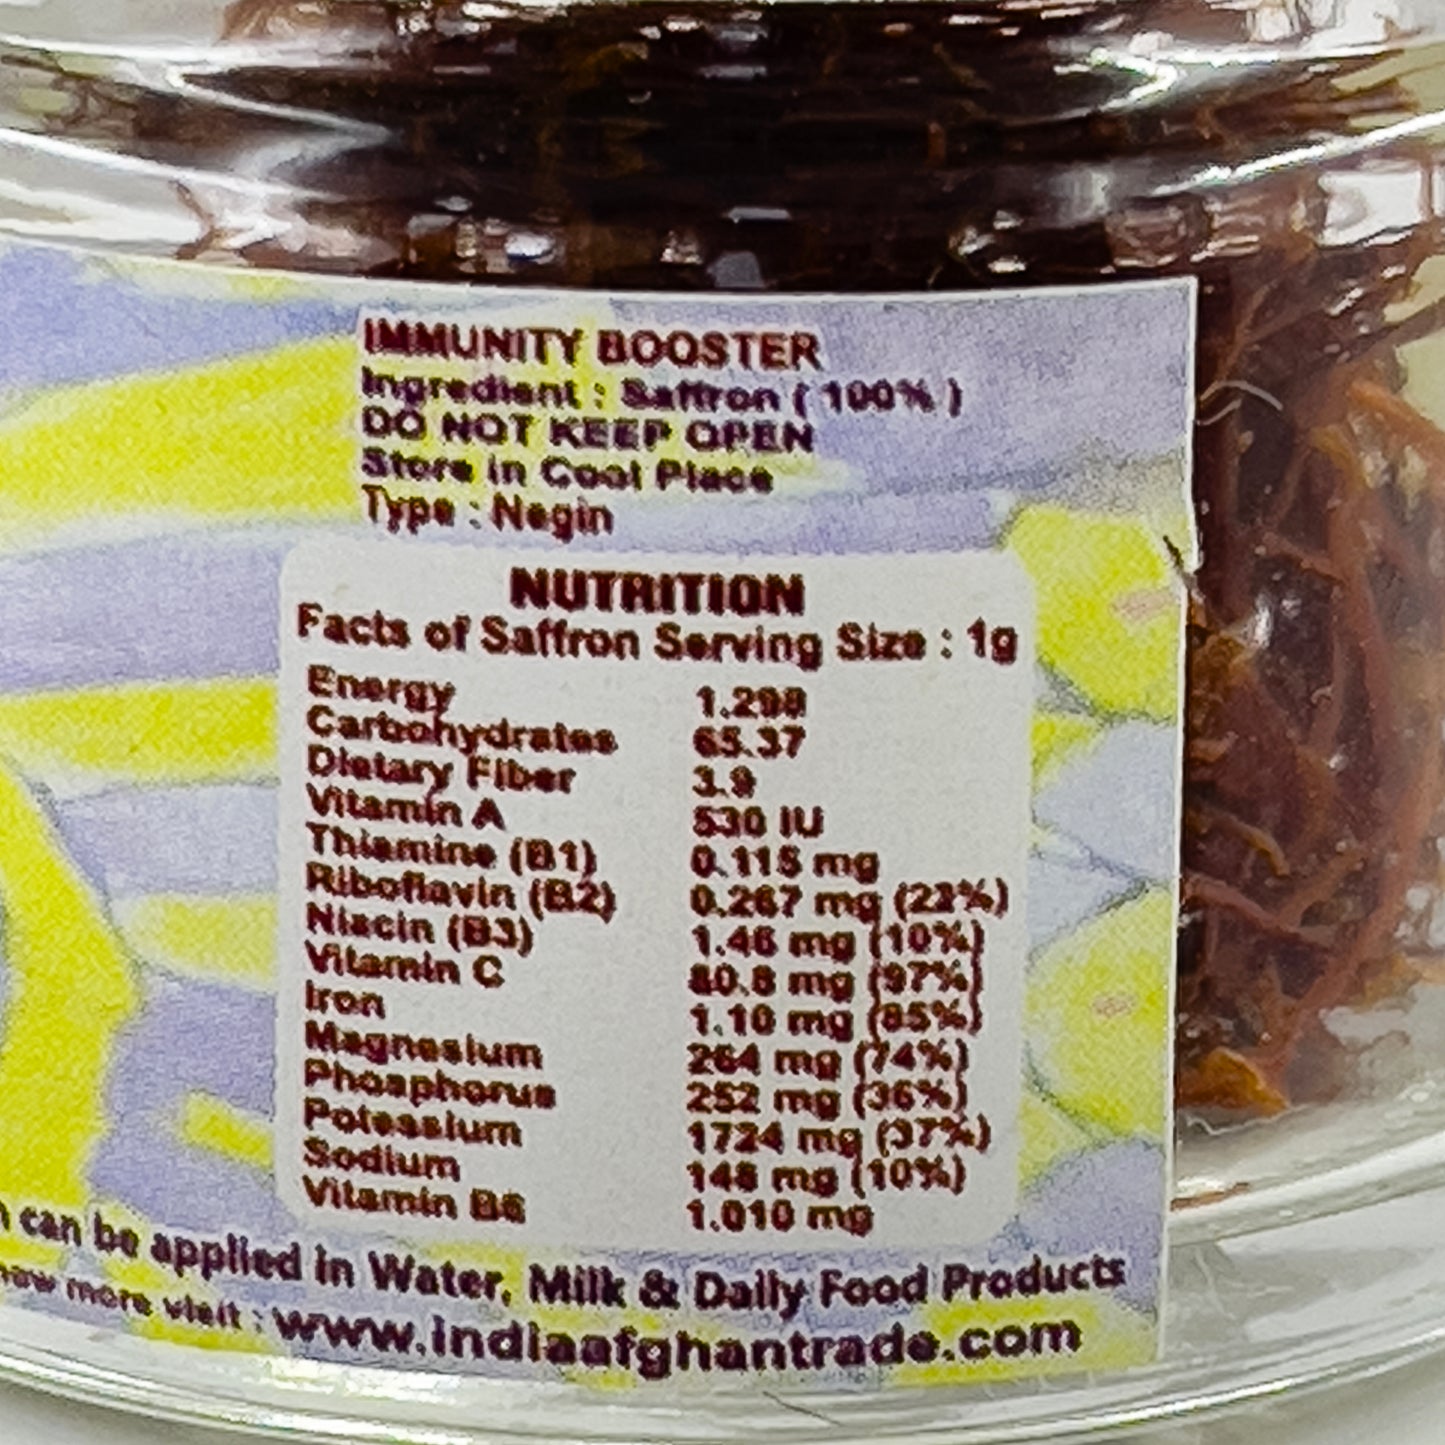 IMMUNITY BOOSTER
Ingredient : Saffron ( 100% )
DO NOT KEEP OPEN
Store in Cool Place
Type : Negin
NUTRITION
Facts of Saffron Serving Size : 1g
Energy 1.298
Carbohydrates 65.37
Dietary Fiber 3.9
Vitamin A 530 IU
Thiamine (B1) 0.115 mg
Riboflavin (B2) 0.267 mg (22%)
Niacin (B3) 1.46 mg (10%)
Vitamin C 80.8 mg (97%)
Iron 1.10 mg (85%)
Magnesium 264 mg (74%)
Phosphorus 252 mg (36%)
Potassium 1724 mg (37%)
Sodium 148 mg (10%)
Vitamin B6 1.010 mg
can be applied in Water, Milk & Daily Food Products
more visit : www.indiaafghantrade.com